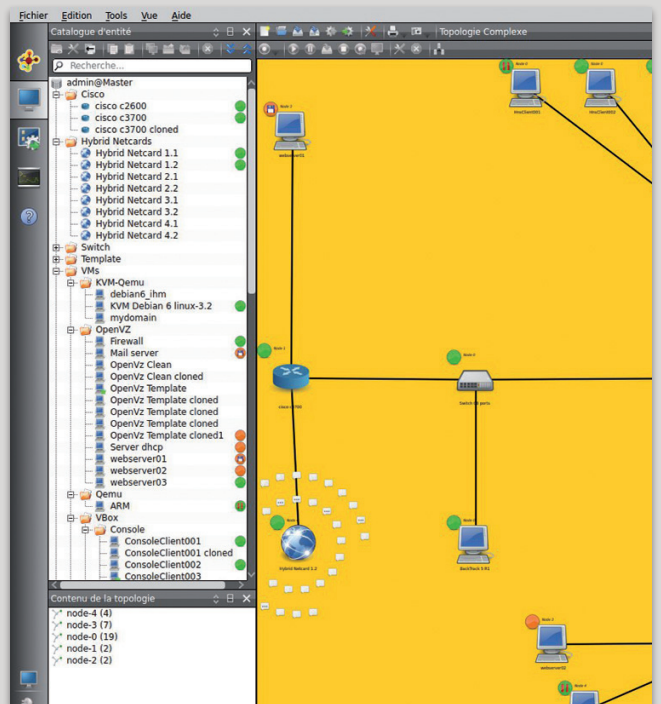 Fichier Edition Tools Vue Aide
Catalogue d'entité
Topologie Complexe
Recherche...
admin@Master
Cisco
cisco c2600
cisco c3700
cisco c3700 cloned
Hybrid Netcards
Hybrid Netcard 1.1
Hybrid Netcard 1.2
Hybrid Netcard 2.1
Hybrid Netcard 2.2
Hybrid Netcard 3.1
Hybrid Netcard 3.2
Hybrid Netcard 4.1
Hybrid Netcard 4.2
Switch
Template
VMs
KVM-Qemu
debian6_ihm
KVM Debian 6 linux-3.2
mydomain
OpenVZ
Firewall
Mail server
OpenVz Clean
OpenVz Clean cloned
OpenVz Template
OpenVz Template cloned
OpenVz Template cloned
OpenVz Template cloned
OpenVz Template cloned1
Server dhcp
webserver01
webserver02
webserver03
Qemu
ARM
VBox
Console
ConsoleClient001
ConsoleClient001 cloned
ConsoleClient002
ConsoleClient003
Contenu de la topologie
node-4 (4)
node-3 (7)
node-0 (19)
node-1 (2)
node-2 (2)
webserver01
Hybrid Netcard 1.2
BackTrack 5 R1
webserver02